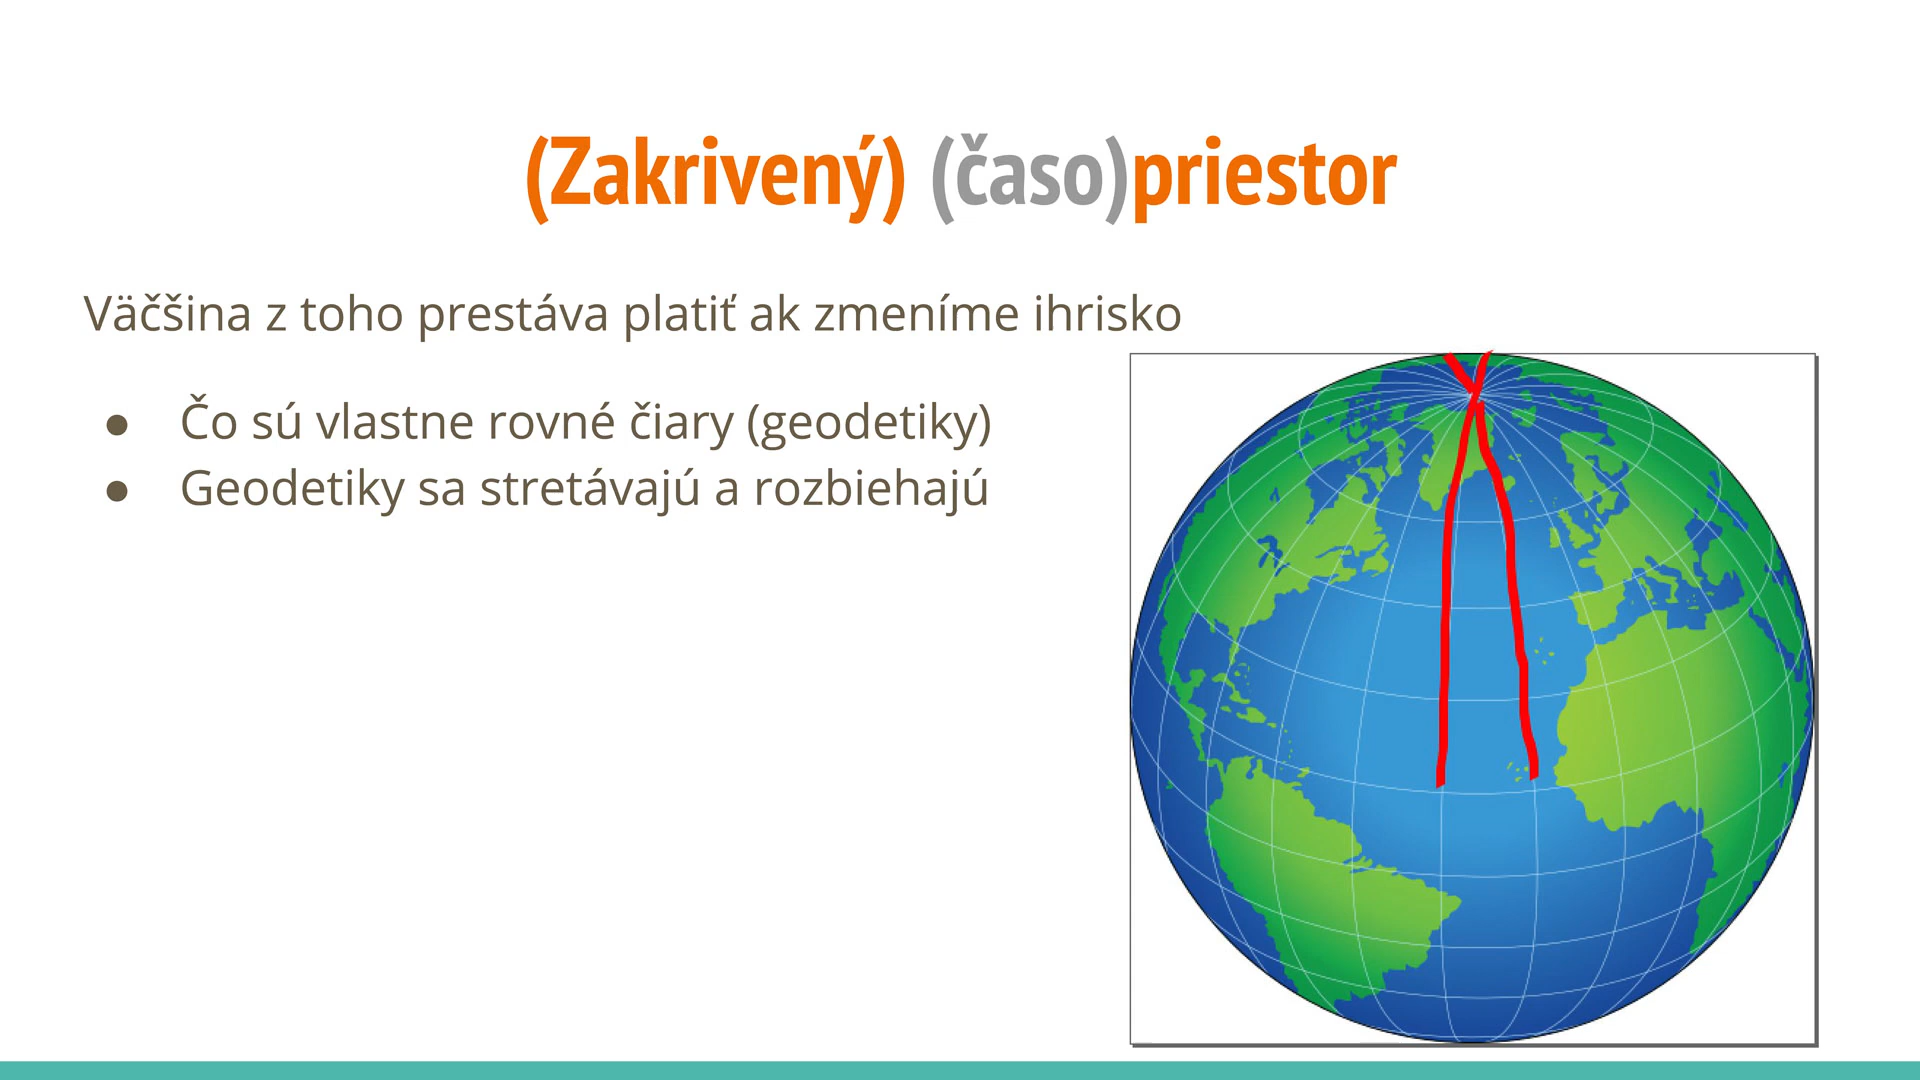 (Zakrivený) (časo)priestor
Väčšina z toho prestáva platiť ak zmeníme ihrisko
● Čo sú vlastne rovné čiary (geodetiky)
● Geodetiky sa stretávajú a rozbiehajú